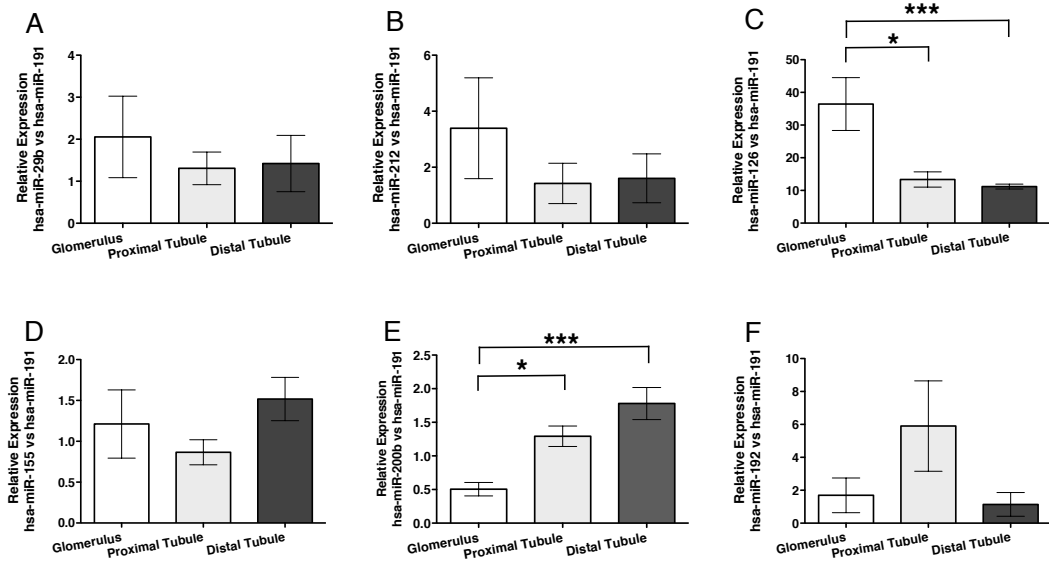 A
Relative Expression
hsa-miR-29b vs hsa-miR-191
4
3
2
1
0
Glomerulus
Proximal Tubule
Distal Tubule
B
Relative Expression
hsa-miR-212 vs hsa-miR-191
6
4
2
0
Glomerulus
Proximal Tubule
Distal Tubule
C
Relative Expression
hsa-miR-126 vs hsa-miR-191
50
40
30
20
10
0
***
*
Glomerulus
Proximal Tubule
Distal Tubule
D
Relative Expression
hsa-miR-155 vs hsa-miR-191
2.0
1.5
1.0
0.5
0.0
Glomerulus
Proximal Tubule
Distal Tubule
E
Relative Expression
hsa-miR-200b vs hsa-miR-191
2.5
2.0
1.5
1.0
0.5
0.0
***
*
Glomerulus
Proximal Tubule
Distal Tubule
F
Relative Expression
hsa-miR-192 vs hsa-miR-191
10
8
6
4
2
0
Glomerulus
Proximal Tubule
Distal Tubule